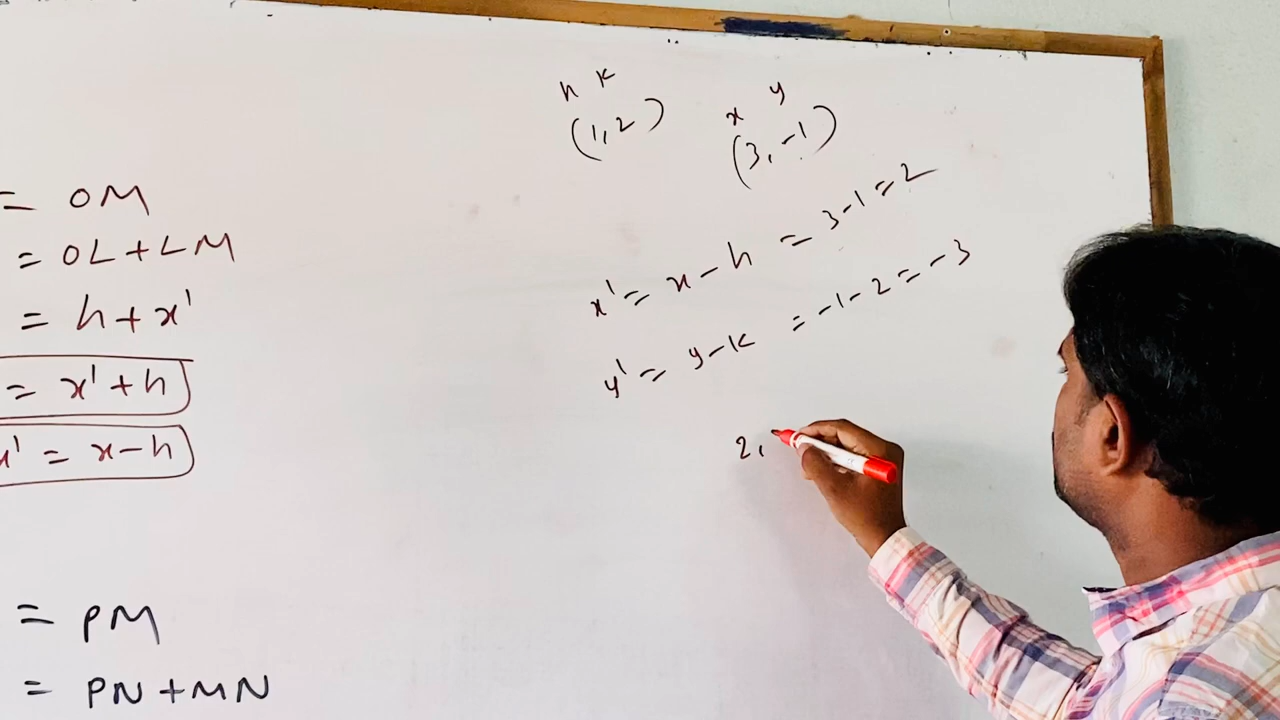 = OM
= OL + LM
= h + x'
= x' + h
x' = x - h
= PM
= PN + MN
h k
(1, 2)
x y
(3, -1)
x' = x - h = 3 - 1 = 2
y' = y - k = -1 - 2 = -3
2,